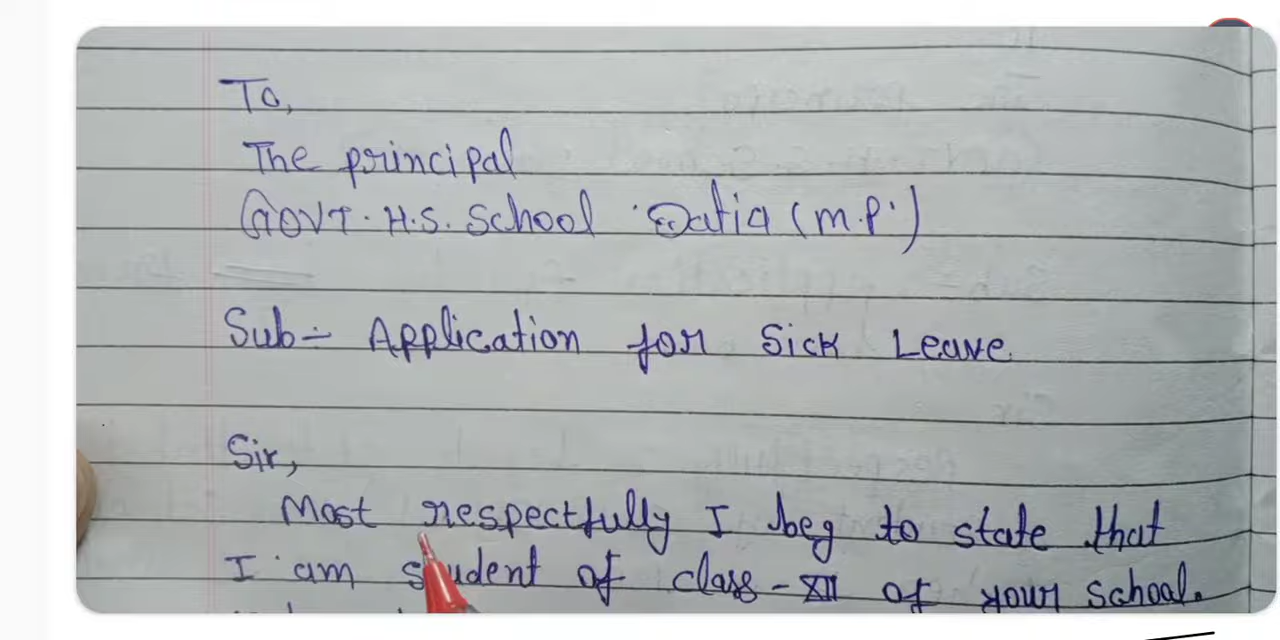 To,
The principal
GOVT. H.S. School Datia (M.P.)
Sub:- Application for Sick Leave
Sir,
Most respectfully I beg to state that
I am student of class-XII of your school.